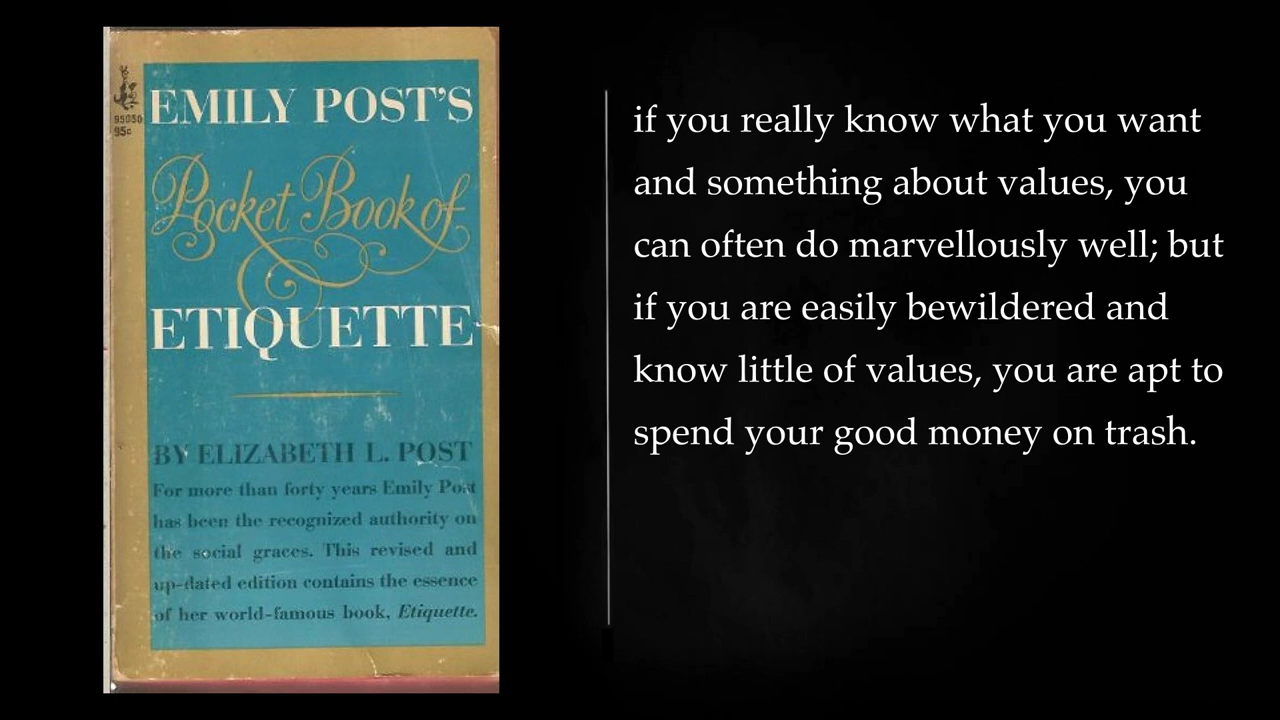 EMILY POST'S
Pocket Book of
ETIQUETTE
95050
95c
BY ELIZABETH L. POST
For more than forty years Emily Post
has been the recognized authority on
the social graces. This revised and
up-dated edition contains the essence
of her world-famous book, Etiquette.
if you really know what you want
and something about values, you
can often do marvellously well; but
if you are easily bewildered and
know little of values, you are apt to
spend your good money on trash.